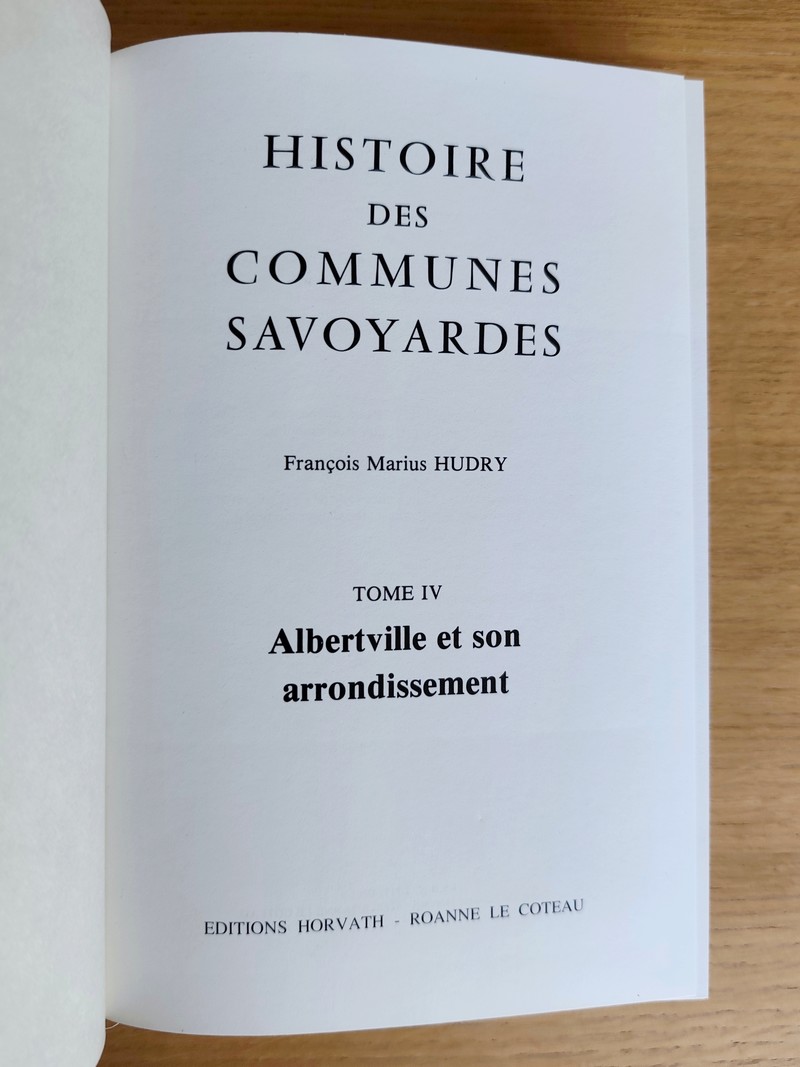 HISTOIRE
DES
COMMUNES
SAVOYARDES
François Marius HUDRY
TOME IV
Albertville et son
arrondissement
EDITIONS HORVATH - ROANNE LE COTEAU